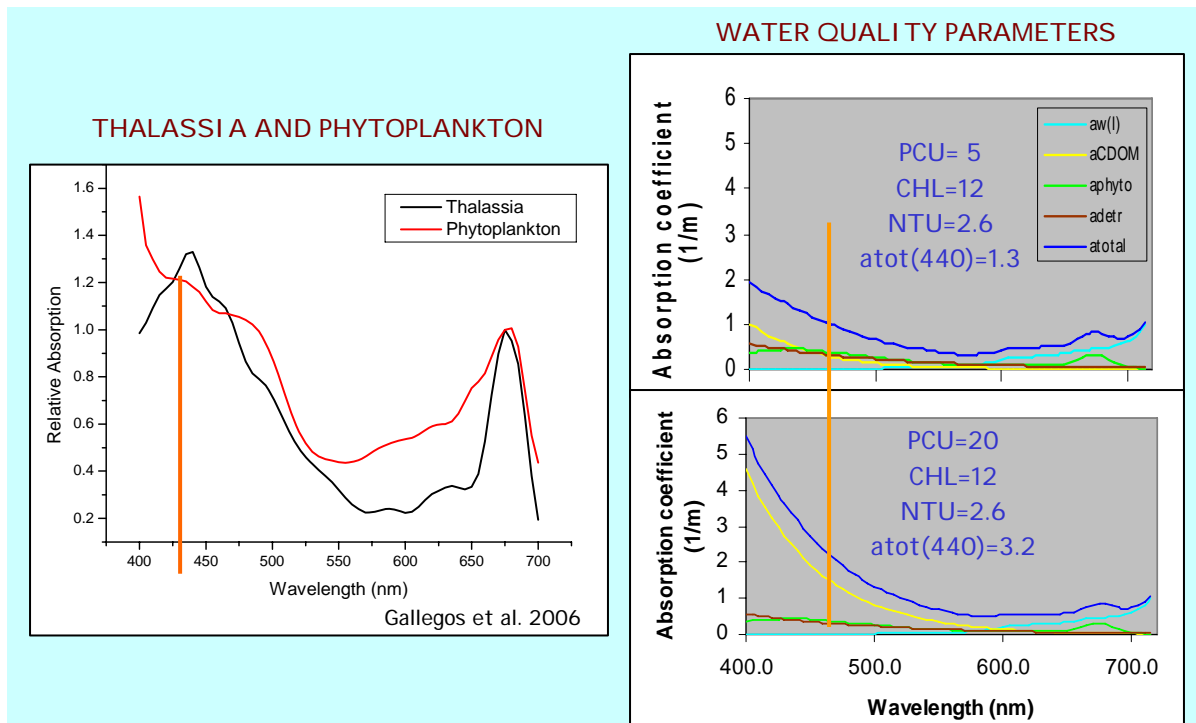 WATER QUALITY PARAMETERS
THALASSIA AND PHYTOPLANKTON
1.6
1.4
1.2
1.0
0.8
0.6
0.4
0.2
Relative Absorption
Thalassia
Phytoplankton
400
450
500
550
600
650
700
Wavelength (nm)
Gallegos et al. 2006
Absorption coefficient
(1/m)
6
5
4
3
2
1
0
PCU= 5
CHL=12
NTU=2.6
atot(440)=1.3
aw(l)
aCDOM
aphyto
adetr
atotal
Absorption coefficient
(1/m)
6
5
4
3
2
1
0
PCU=20
CHL=12
NTU=2.6
atot(440)=3.2
400.0
500.0
600.0
700.0
Wavelength (nm)